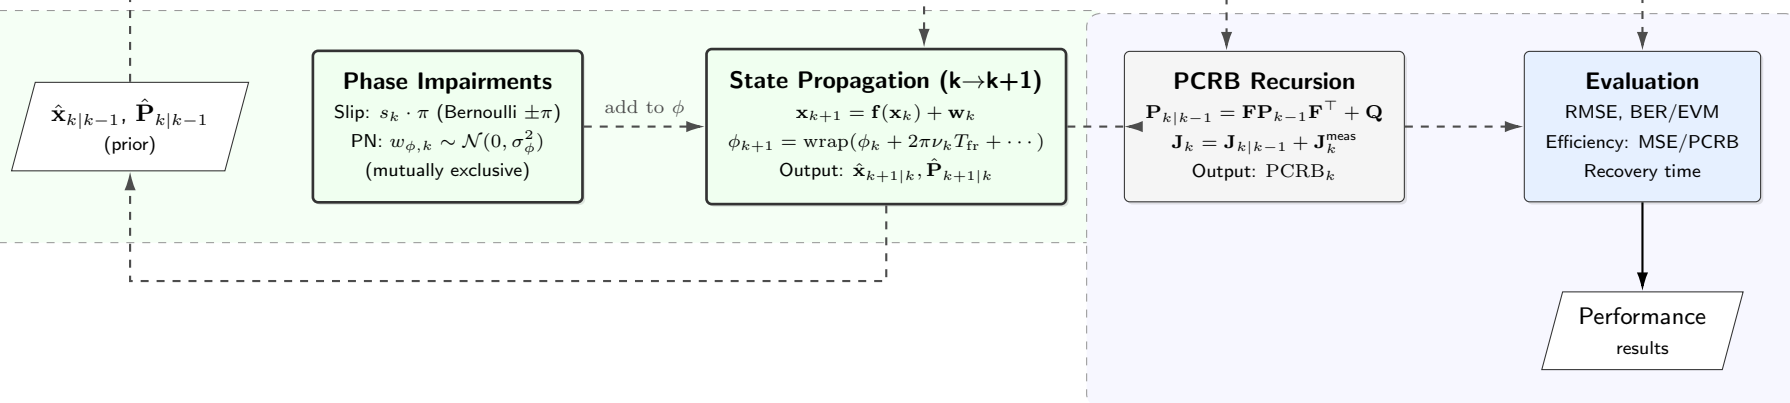 x̂_{k|k−1}, P̂_{k|k−1}
(prior)
Phase Impairments
Slip: s_k · π (Bernoulli ±π)
PN: w_{ϕ,k} ∼ 𝒩(0, σ_ϕ^2)
(mutually exclusive)
add to ϕ
State Propagation (k→k+1)
x_{k+1} = f(x_k) + w_k
ϕ_{k+1} = wrap(ϕ_k + 2πν_kT_fr + ···)
Output: x̂_{k+1|k}, P̂_{k+1|k}
PCRB Recursion
P_{k|k−1} = FP_{k−1}F^⊤ + Q
J_k = J_{k|k−1} + J_k^{meas}
Output: PCRB_k
Evaluation
RMSE, BER/EVM
Efficiency: MSE/PCRB
Recovery time
Performance
results